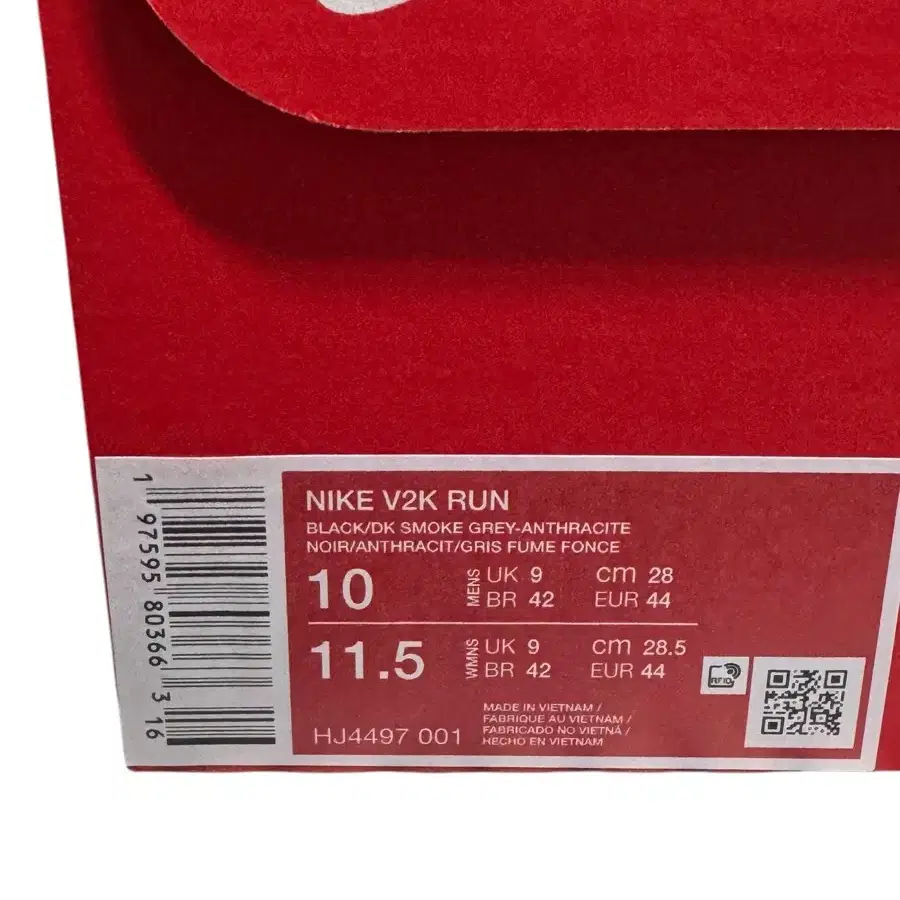 1 97595 80366 3 16
NIKE V2K RUN
BLACK/DK SMOKE GREY-ANTHRACITE
NOIR/ANTHRACIT/GRIS FUME FONCE
10 MENS UK 9 cm 28
BR 42 EUR 44
11.5 WMNS UK 9 cm 28.5
BR 42 EUR 44
RFID
MADE IN VIETNAM /
FABRIQUE AU VIETNAM /
FABRICADO NO VIETNÃ /
HECHO EN VIETNAM
HJ4497 001